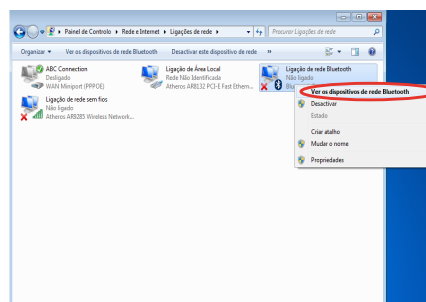 Painel de Controlo ▸ Rede e Internet ▸ Ligações de rede ▸
Procurar Ligações de rede
Organizar
Ver os dispositivos de rede Bluetooth
Desactivar este dispositivo de rede
»
ABC Connection
Desligado
WAN Miniport (PPPOE)
Ligação de Área Local
Rede Não Identificada
Atheros AR8132 PCI-E Fast Ethern...
Ligação de rede Bluetooth
Não ligado
Ligação de rede sem fios
Não ligado
Atheros AR9285 Wireless Network...
Ver os dispositivos de rede Bluetooth
Desactivar
Estado
Criar atalho
Mudar o nome
Propriedades